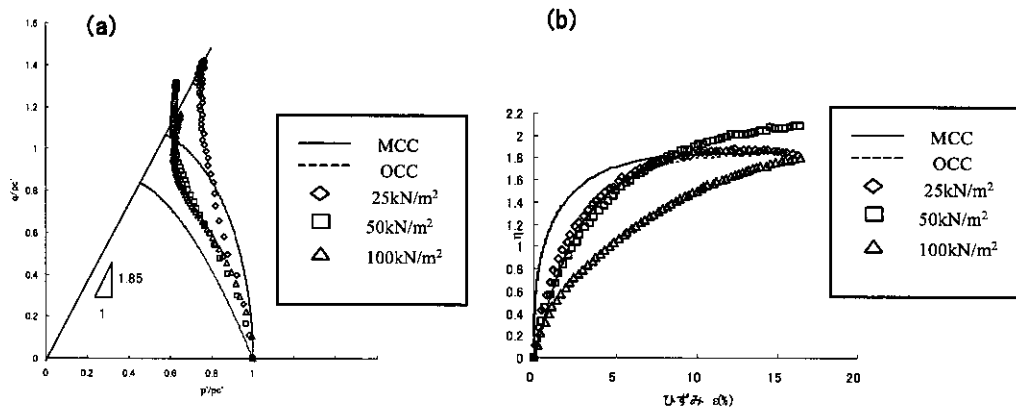 (a)
1.6
1.4
1.2
1
0.8
0.6
0.4
0.2
0
0
0.2
0.4
0.6
0.8
1
q/pc'
p'/pc'
1.85
1
MCC
OCC
25kN/m²
50kN/m²
100kN/m²
(b)
2.2
2
1.8
1.6
1.4
1.2
1
0.8
0.6
0.4
0.2
0
0
5
10
15
20
η
ひずみ ε(%)
MCC
OCC
25kN/m²
50kN/m²
100kN/m²